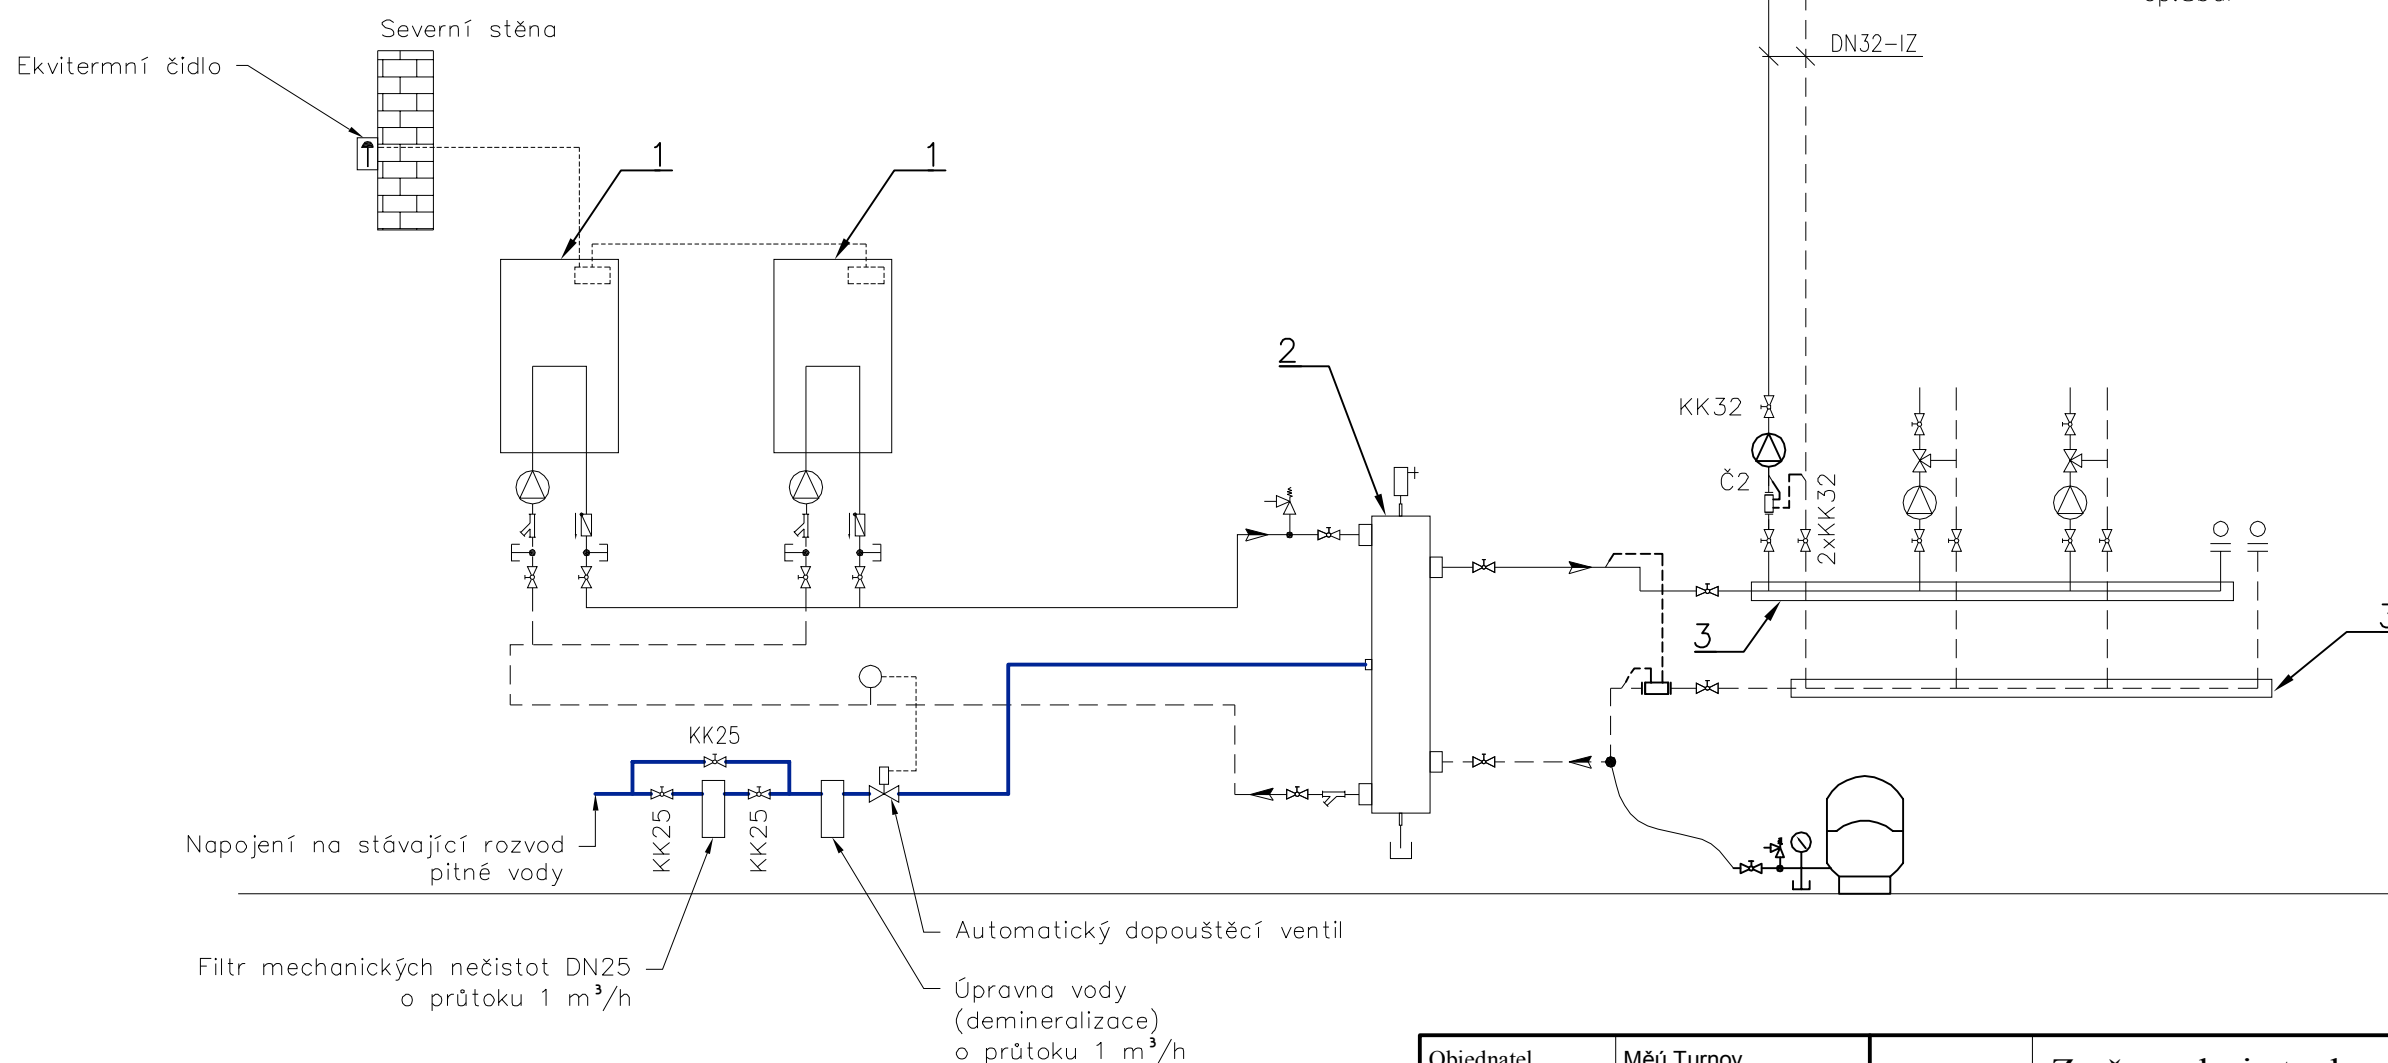 Severní stěna
Ekvitermní čidlo
DN32-IZ
1
1
2
KK32
Č2
2xKK32
3
KK25
KK25
KK25
Napojení na stávající rozvod
pitné vody
Automatický dopouštěcí ventil
Filtr mechanických nečistot DN25
o průtoku 1 m³/h
Úpravna vody
(demineralizace)
o průtoku 1 m³/h
Objednatel
Měú Turnov